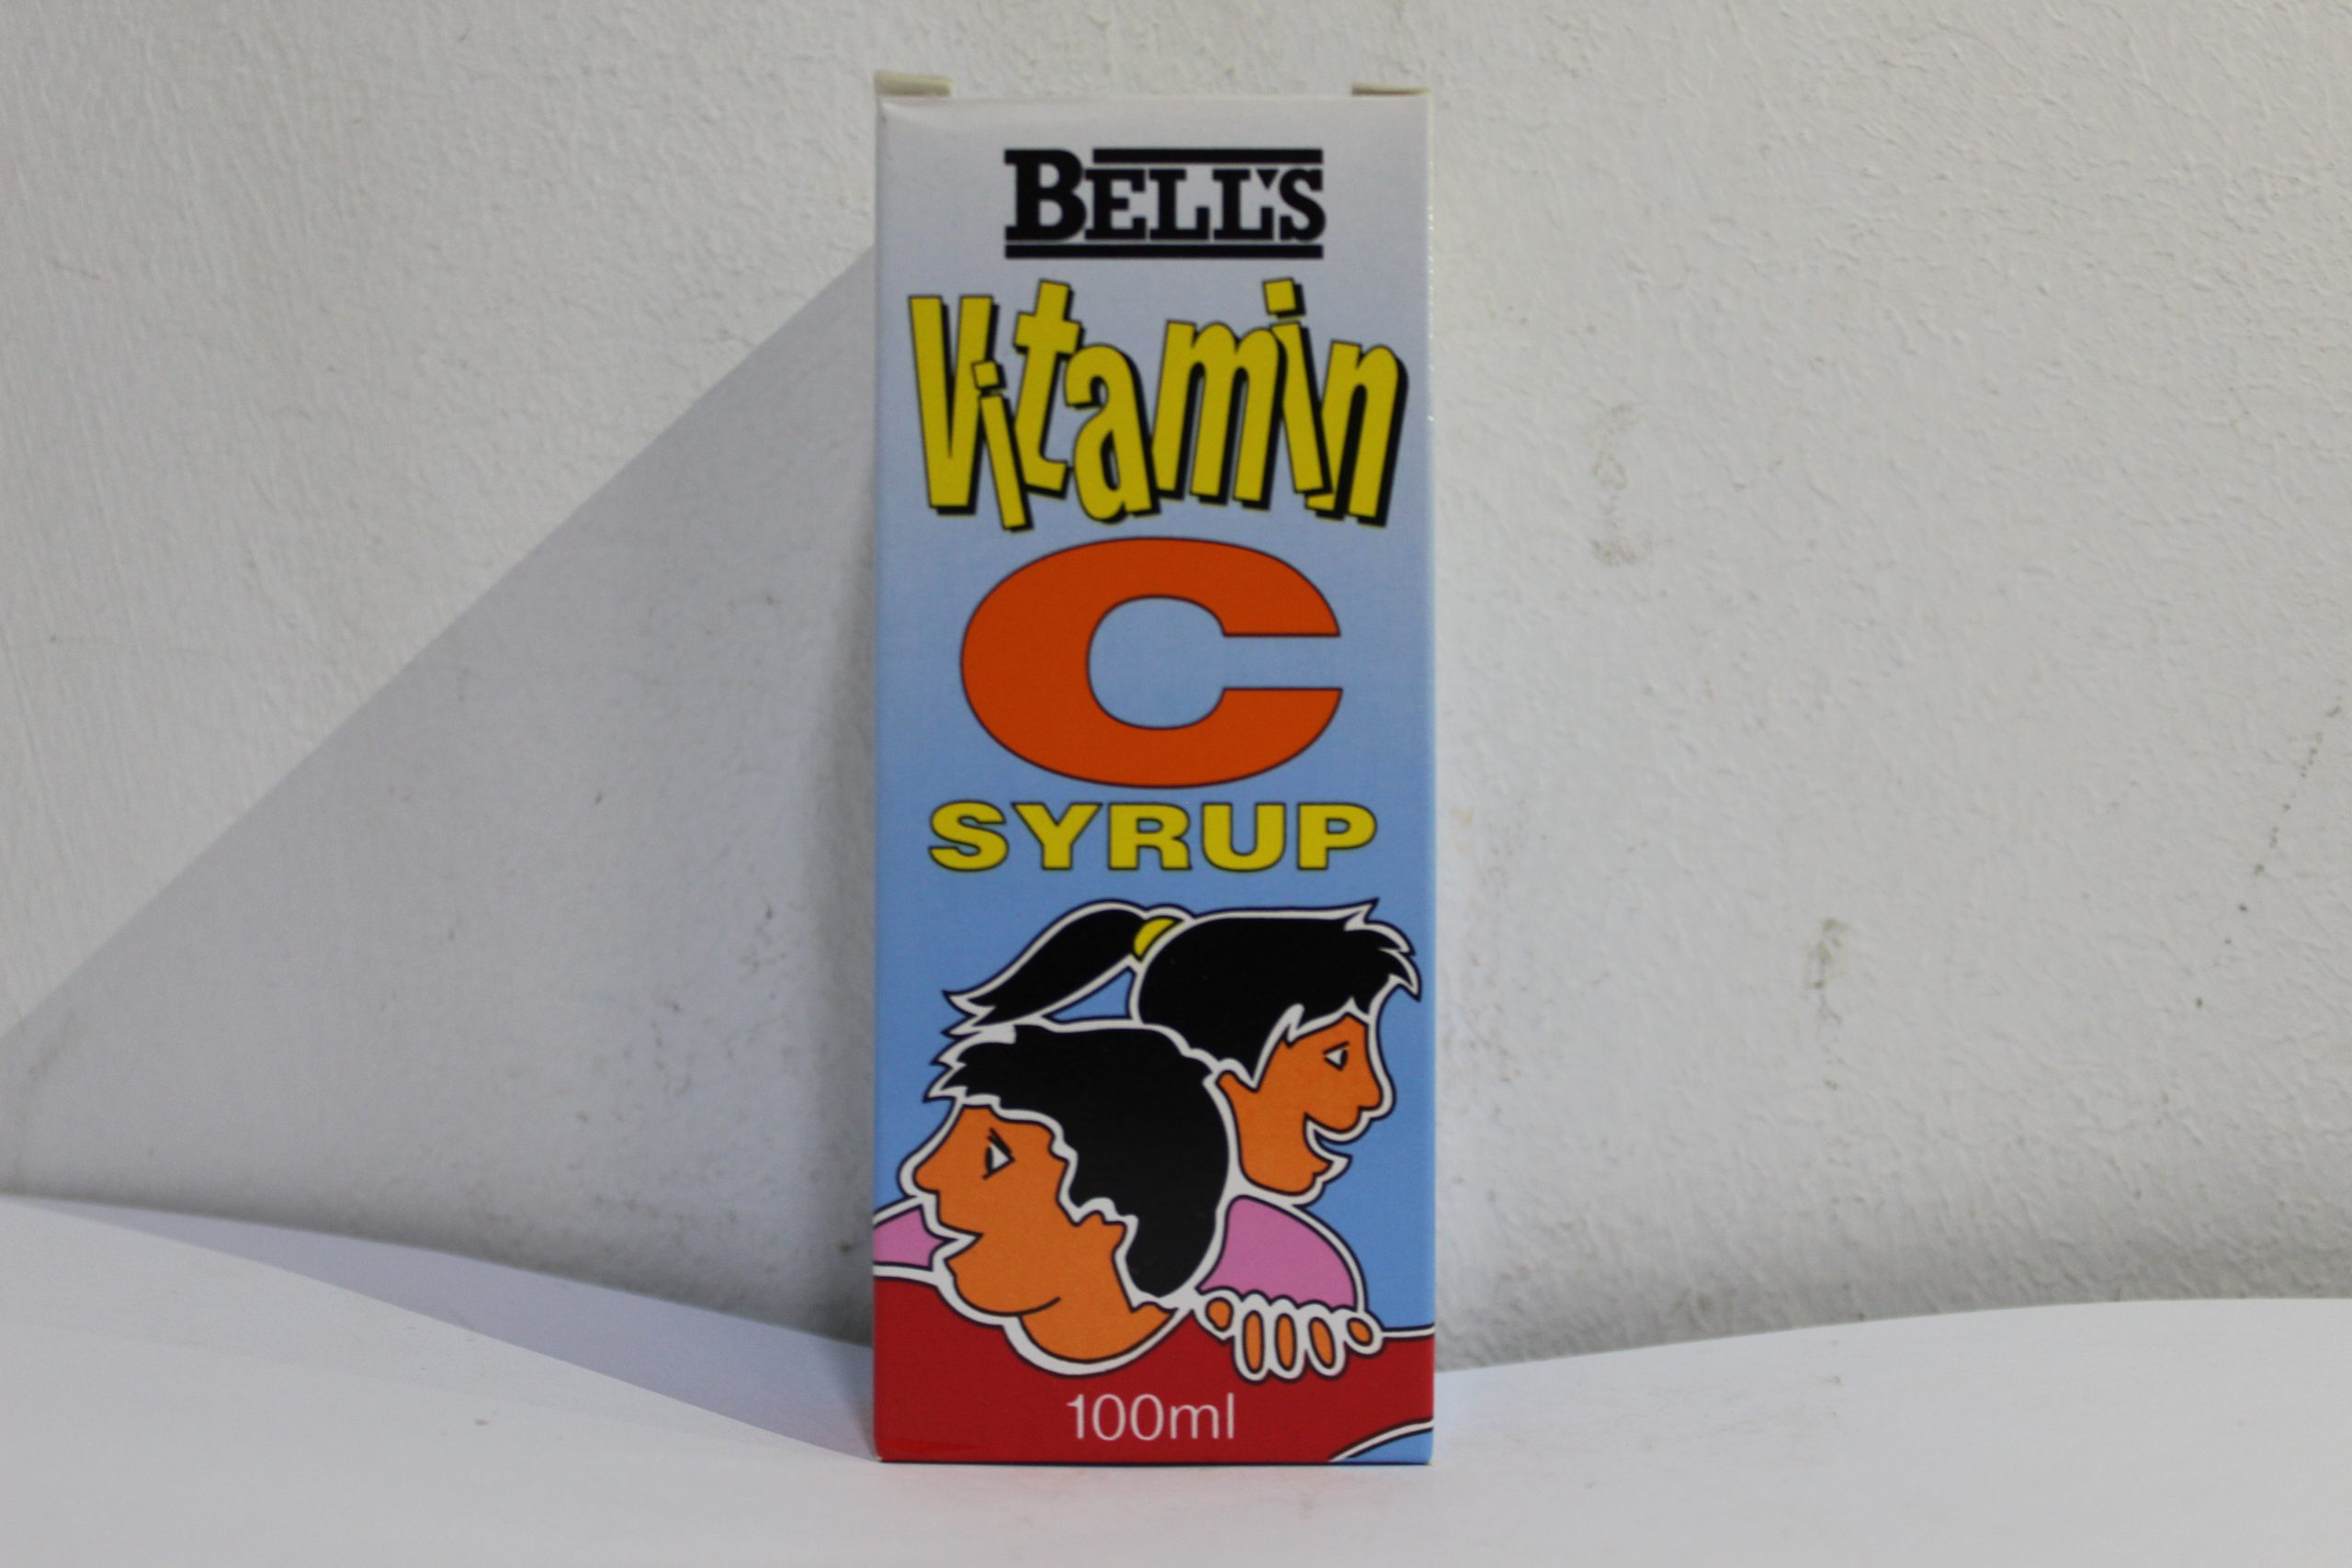 BELL'S
Vitamin
C
SYRUP
100ml